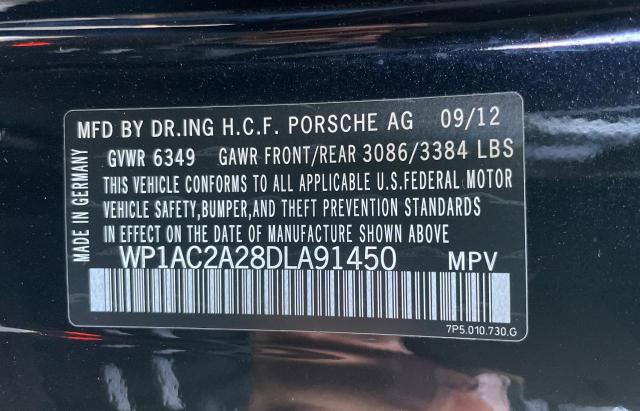 MFD BY DR.ING H.C.F. PORSCHE AG 09/12
GVWR 6349 GAWR FRONT/REAR 3086/3384 LBS
THIS VEHICLE CONFORMS TO ALL APPLICABLE U.S.FEDERAL MOTOR
VEHICLE SAFETY,BUMPER,AND THEFT PREVENTION STANDARDS
IN EFFECT ON THE DATE OF MANUFACTURE SHOWN ABOVE
WP1AC2A28DLA91450 MPV
7P5.010.730.G
MADE IN GERMANY